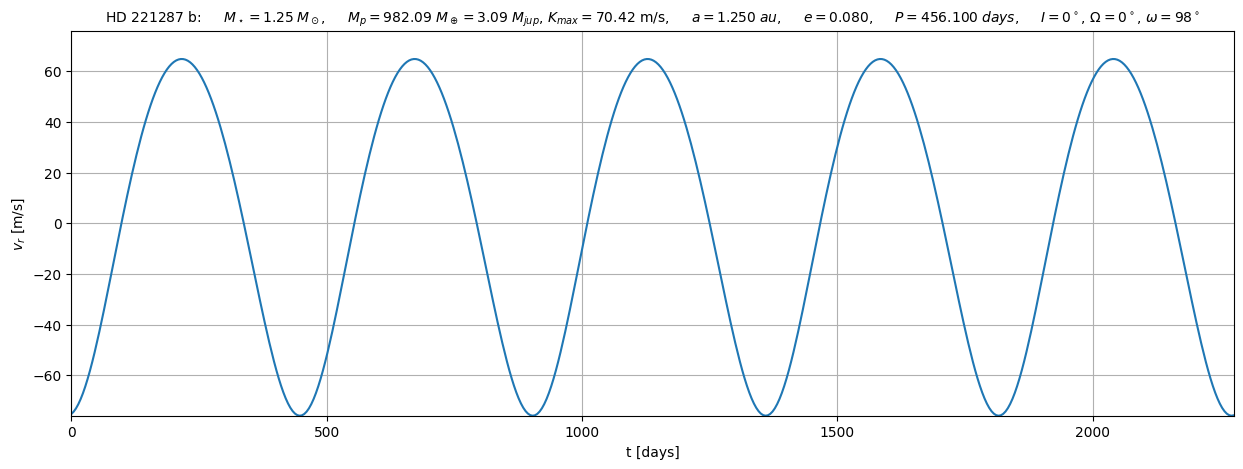 HD 221287 b: M⋆ = 1.25 M⊙, Mp = 982.09 M⊕ = 3.09 Mjup, Kmax = 70.42 m/s, a = 1.250 au, e = 0.080, P = 456.100 days, I = 0°, Ω = 0°, ω = 98°
60
40
20
0
−20
−40
−60
vr [m/s]
0 500 1000 1500 2000
t [days]